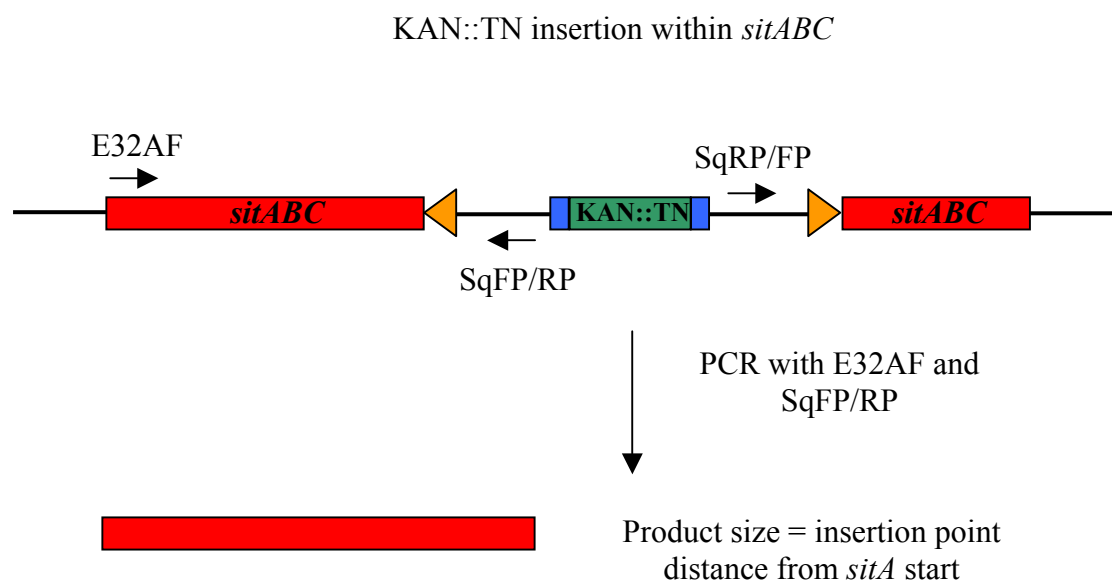 KAN::TN insertion within sitABC
E32AF
SqRP/FP
sitABC
KAN::TN
sitABC
SqFP/RP
PCR with E32AF and
SqFP/RP
Product size = insertion point
distance from sitA start